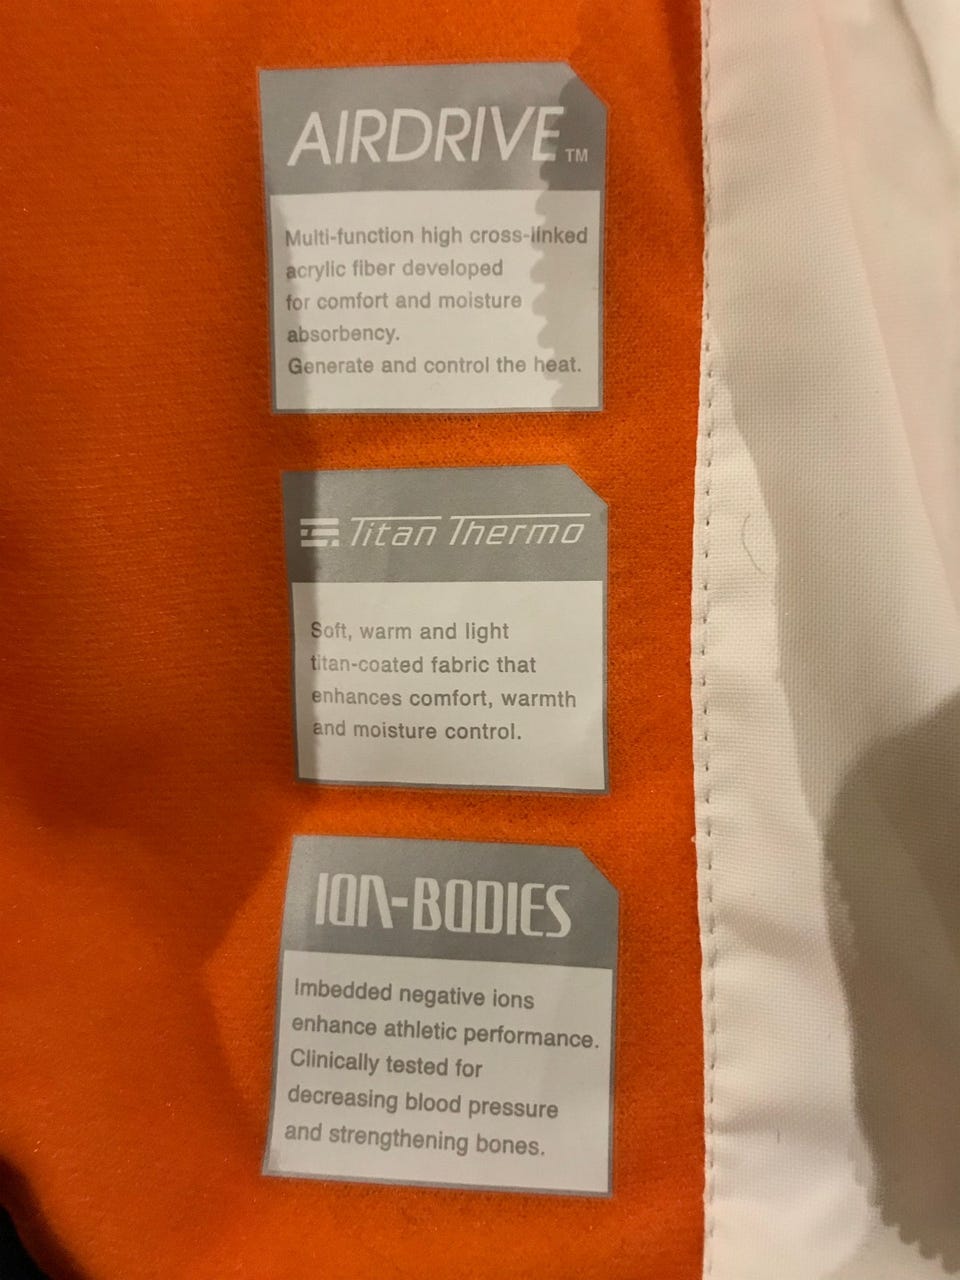 AIRDRIVE™
Multi-function high cross-linked
acrylic fiber developed
for comfort and moisture
absorbency.
Generate and control the heat.
Titan Thermo
Soft, warm and light
titan-coated fabric that
enhances comfort, warmth
and moisture control.
ION-BODIES
Imbedded negative ions
enhance athletic performance.
Clinically tested for
decreasing blood pressure
and strengthening bones.